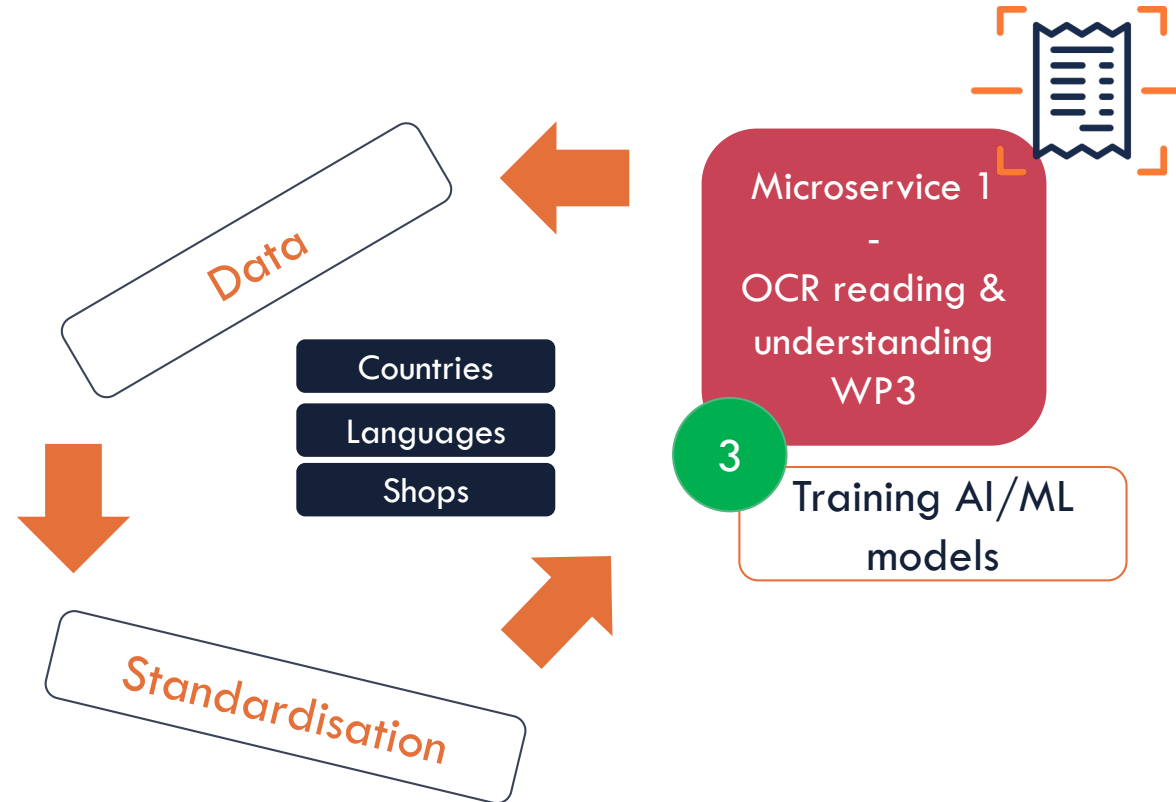 Microservice 1
-
OCR reading &
understanding
WP3
Data
Countries
Languages
Shops
3
Training AI/ML
models
Standardisation